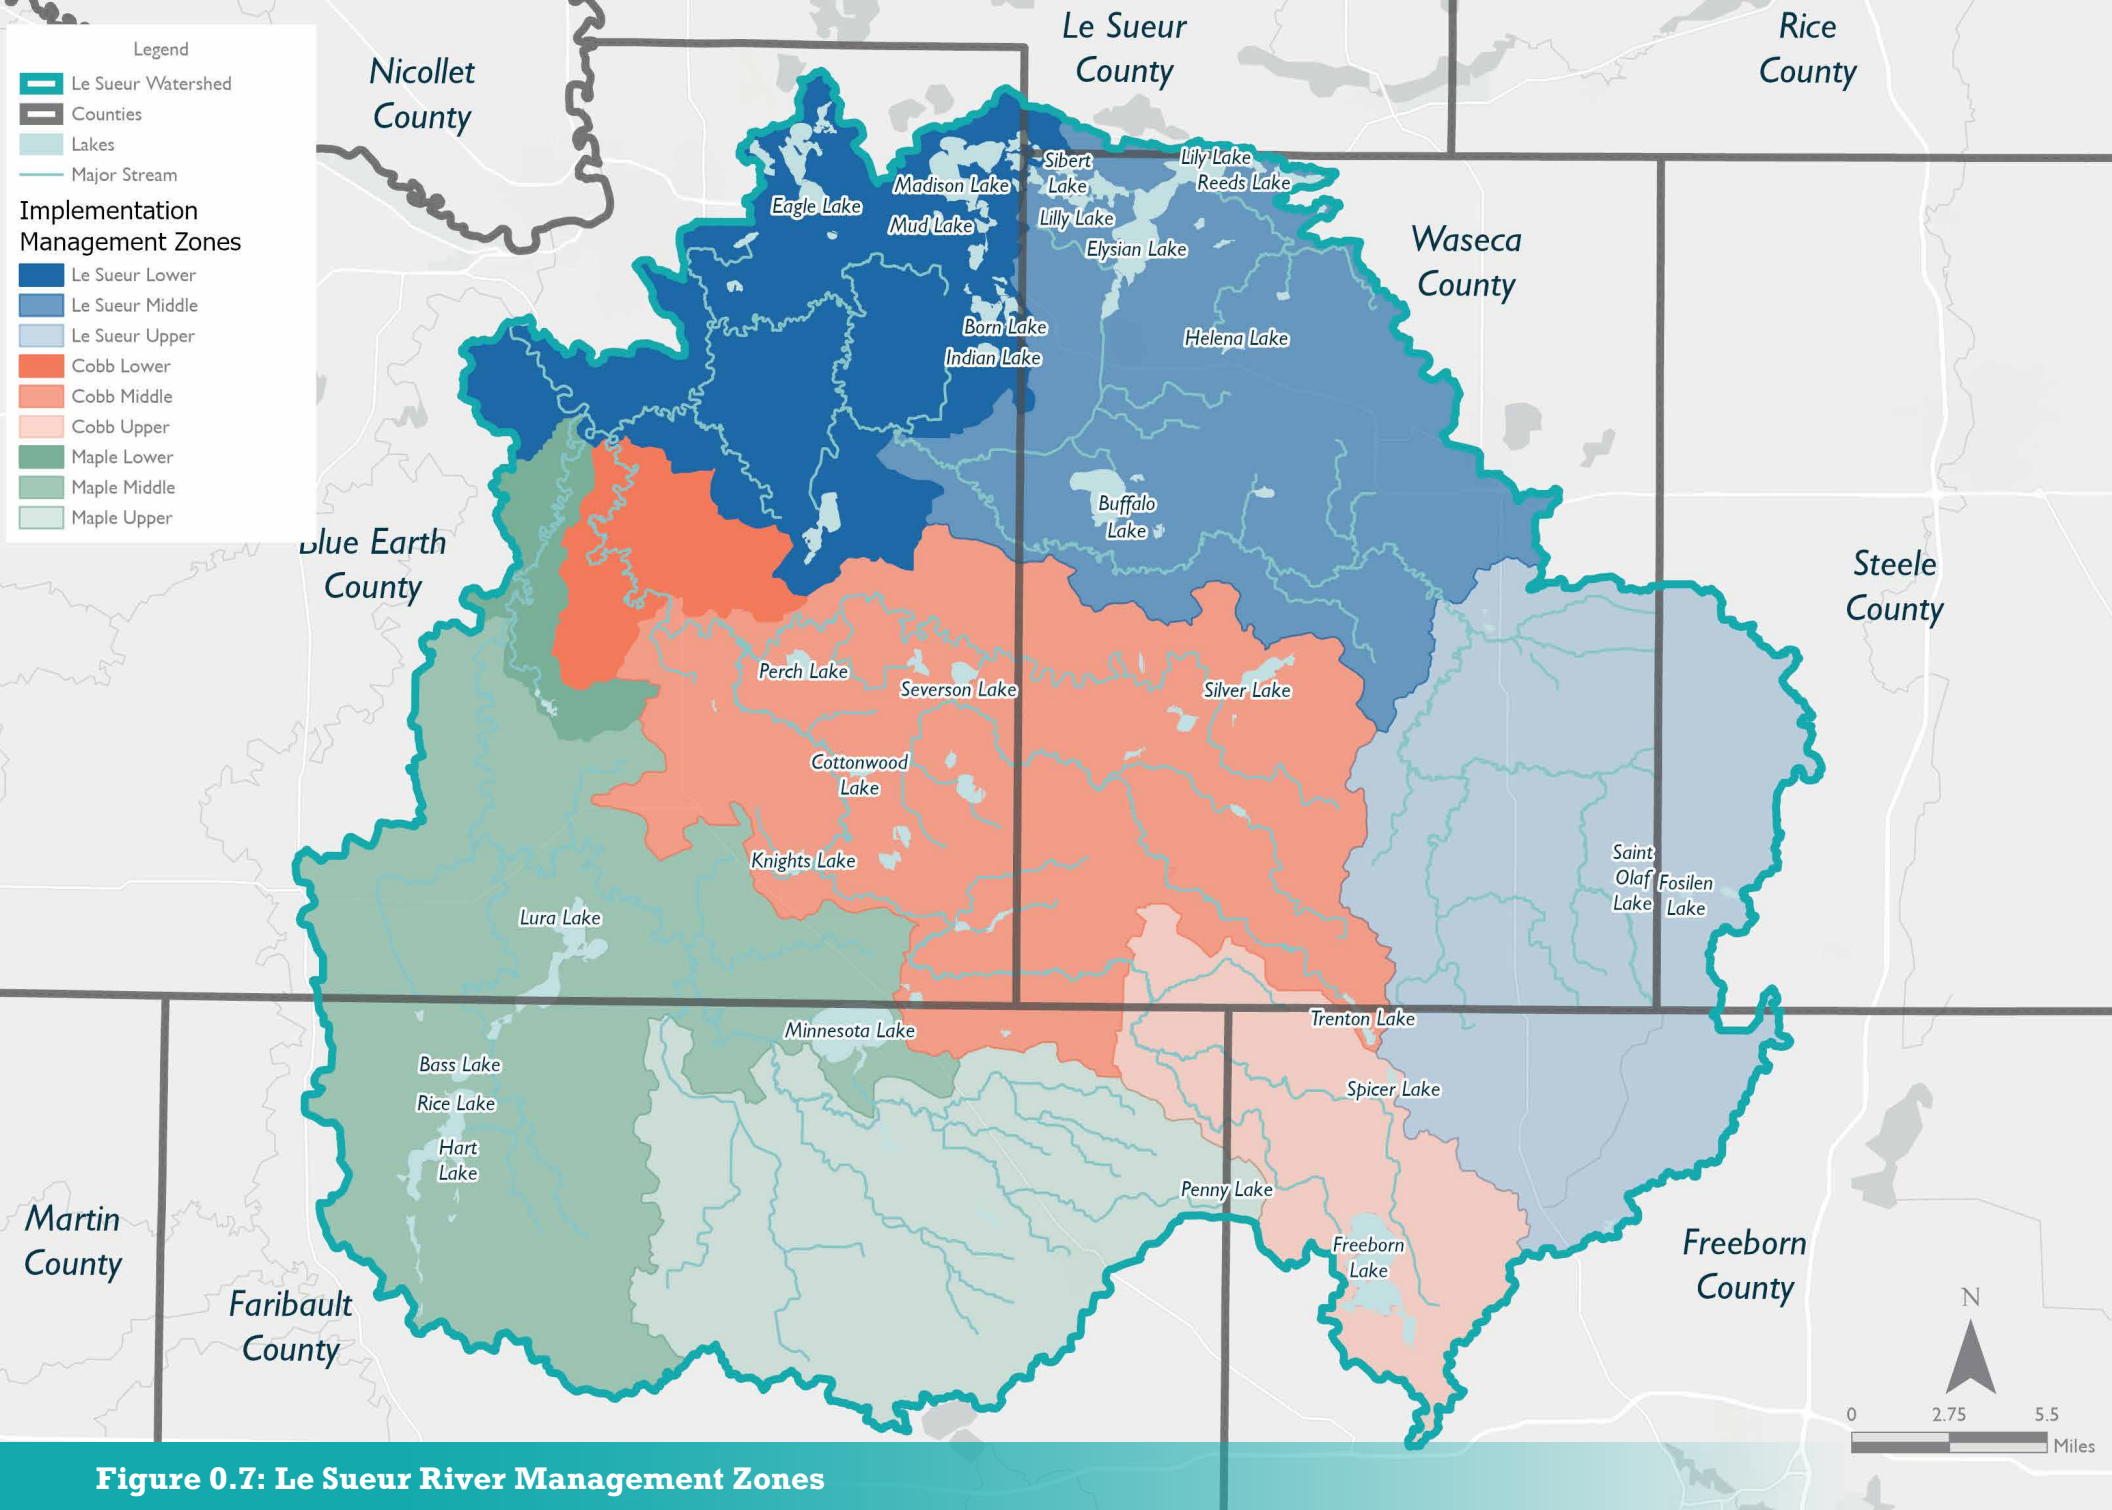 Legend
Le Sueur Watershed
Counties
Lakes
Major Stream
Implementation
Management Zones
Le Sueur Lower
Le Sueur Middle
Le Sueur Upper
Cobb Lower
Cobb Middle
Cobb Upper
Maple Lower
Maple Middle
Maple Upper
Nicollet
County
Le Sueur
County
Rice
County
Waseca
County
Steele
County
Blue Earth
County
Martin
County
Faribault
County
Freeborn
County
Eagle Lake
Madison Lake
Mud Lake
Sibert
Lake
Lilly Lake
Lily Lake
Reeds Lake
Elysian Lake
Born Lake
Indian Lake
Helena Lake
Buffalo
Lake
Perch Lake
Severson Lake
Silver Lake
Cottonwood
Lake
Knights Lake
Saint
Olaf
Lake
Fosilen
Lake
Lura Lake
Minnesota Lake
Trenton Lake
Bass Lake
Rice Lake
Hart
Lake
Spicer Lake
Penny Lake
Freeborn
Lake
N
0 2.75 5.5
Miles
Figure 0.7: Le Sueur River Management Zones